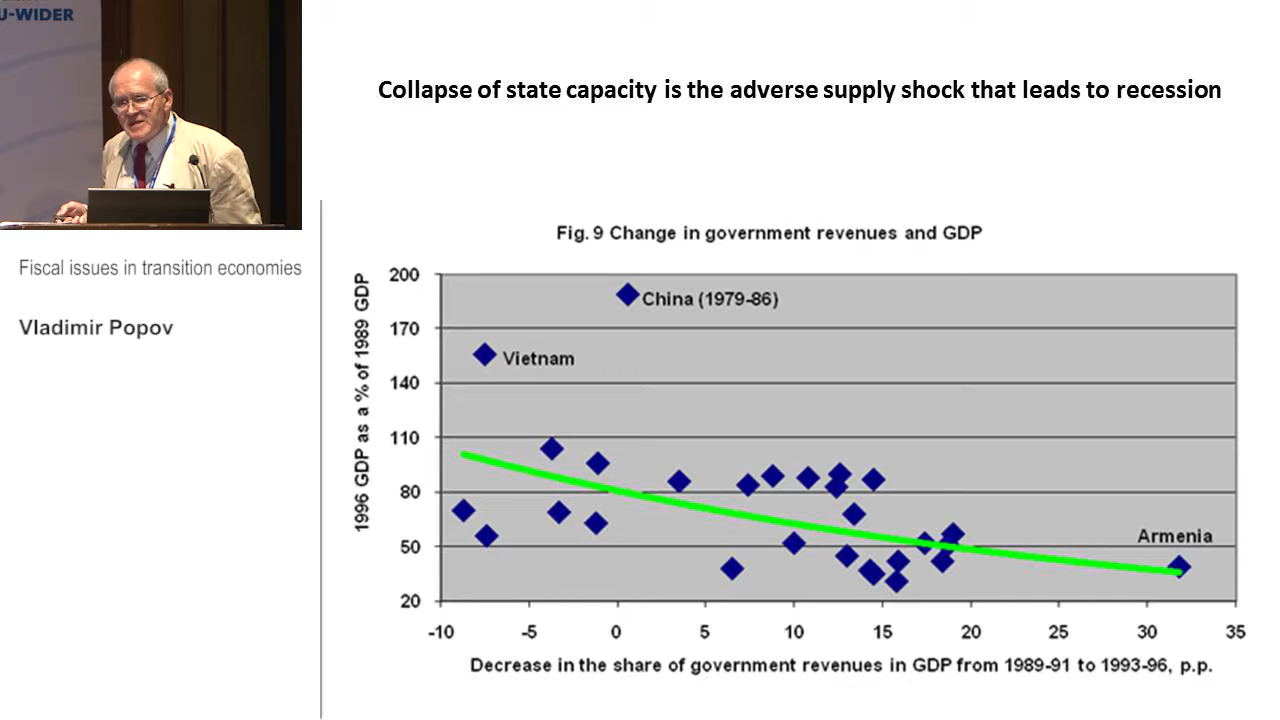 U-WIDER
Collapse of state capacity is the adverse supply shock that leads to recession
Fiscal issues in transition economies
Vladimir Popov
Fig. 9 Change in government revenues and GDP
1996 GDP as a % of 1989 GDP
200
170
140
110
80
50
20
China (1979-86)
Vietnam
Armenia
-10 -5 0 5 10 15 20 25 30 35
Decrease in the share of government revenues in GDP from 1989-91 to 1993-96, p.p.